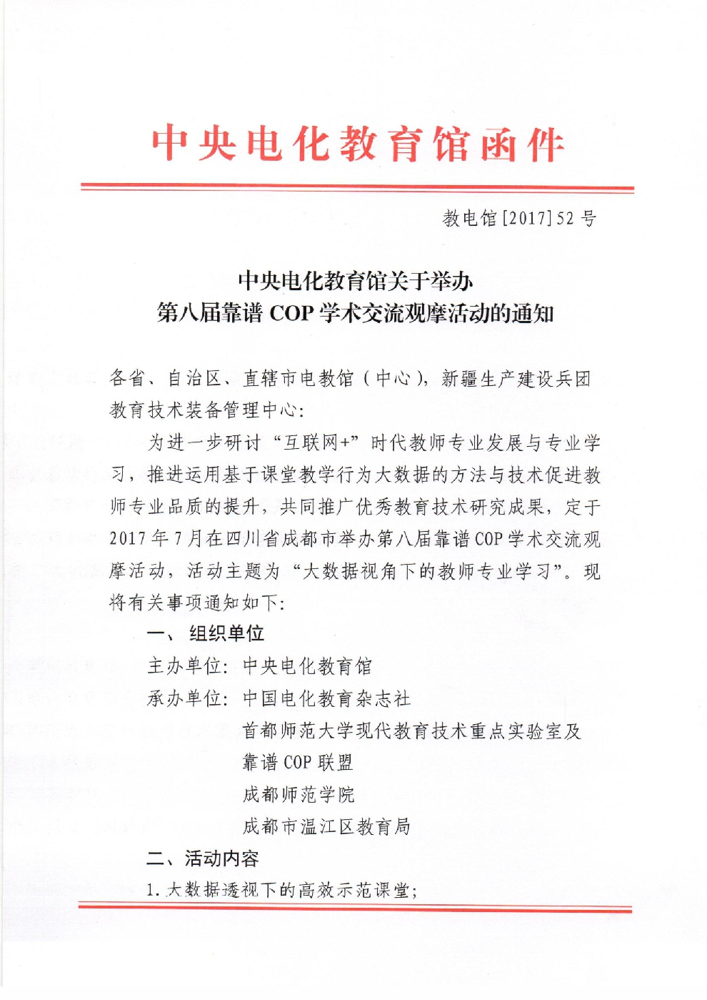 中央电化教育馆函件
教电馆[2017]52 号
中央电化教育馆关于举办
第八届靠谱 COP 学术交流观摩活动的通知
各省、自治区、直辖市电教馆（中心），新疆生产建设兵团
教育技术装备管理中心：
为进一步研讨“互联网+”时代教师专业发展与专业学
习，推进运用基于课堂教学行为大数据的方法与技术促进教
师专业品质的提升，共同推广优秀教育技术研究成果，定于
2017 年 7 月在四川省成都市举办第八届靠谱 COP 学术交流观
摩活动，活动主题为“大数据视角下的教师专业学习”。现
将有关事项通知如下：
一、 组织单位
主办单位：中央电化教育馆
承办单位：中国电化教育杂志社
首都师范大学现代教育技术重点实验室及
靠谱 COP 联盟
成都师范学院
成都市温江区教育局
二、活动内容
1.大数据透视下的高效示范课堂；